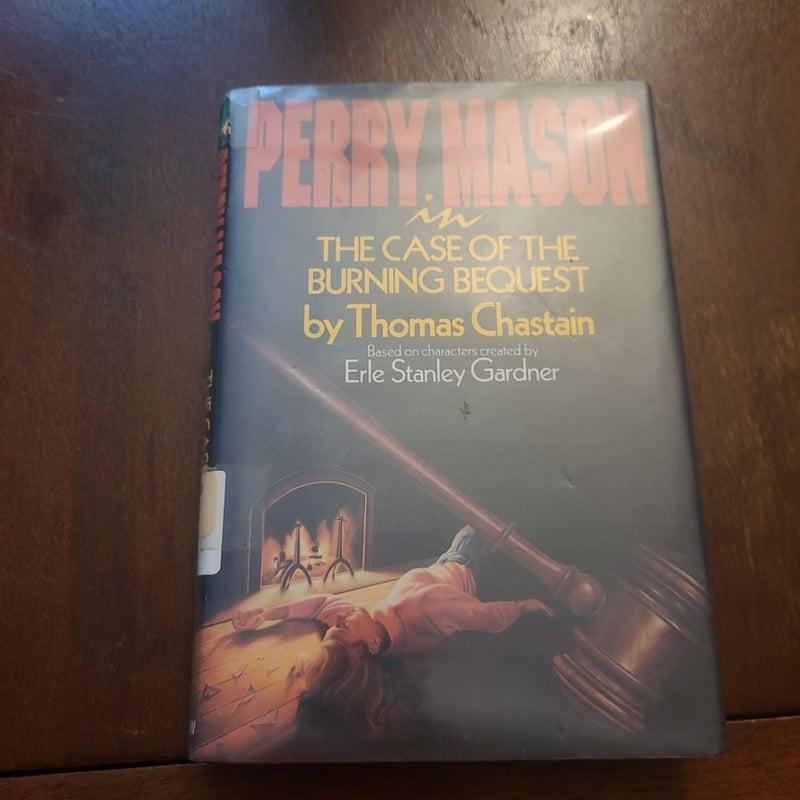 PERRY MASON
in
THE CASE OF THE
BURNING BEQUEST
by Thomas Chastain
Based on characters created by
Erle Stanley Gardner